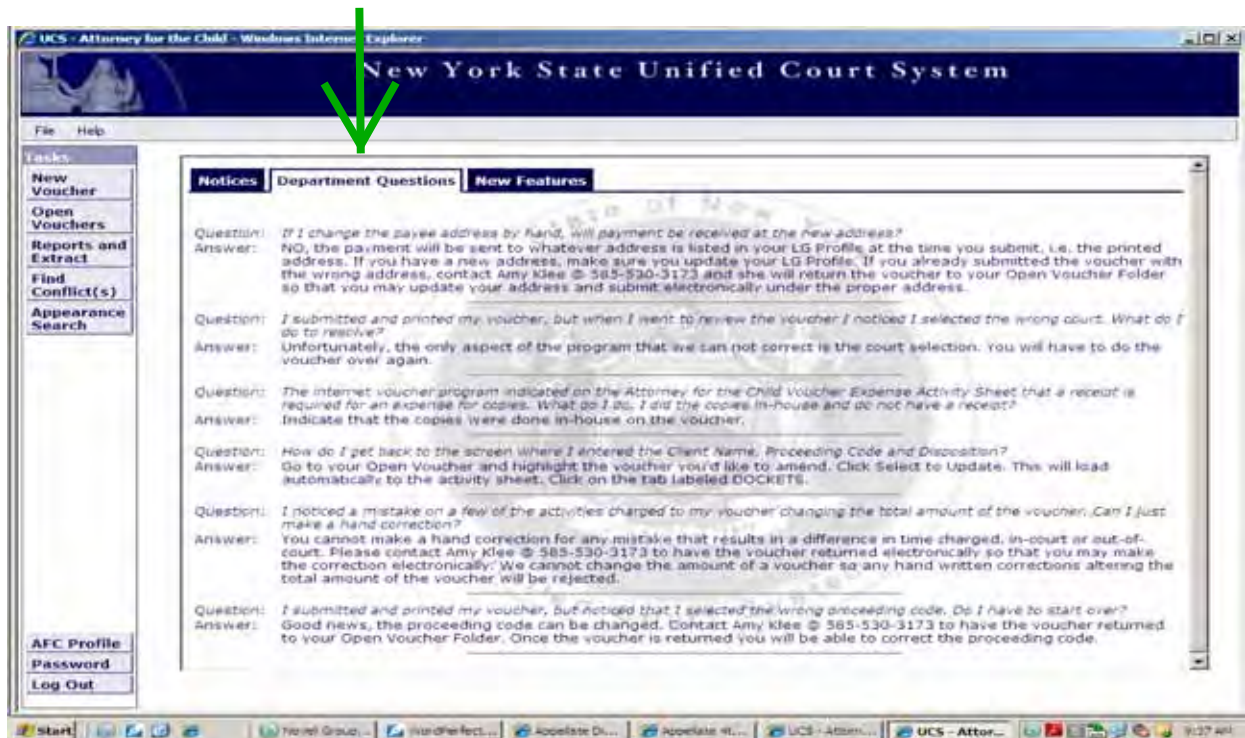 UCS - Attorney for the Child - Windows Internet Explorer
New York State Unified Court System
File Help
Tasks
New
Voucher
Open
Vouchers
Reports and
Extract
Find
Conflict(s)
Appearance
Search
AFC Profile
Password
Log Out
Notices Department Questions New Features
Question: If I change the payee address by hand, will payment be received at the new address?
Answer: NO, the payment will be sent to whatever address is listed in your LG Profile at the time you submit, i.e. the printed
address. If you have a new address, make sure you update your LG Profile. If you already submitted the voucher with
the wrong address, contact Amy Klee @ 585-530-3173 and she will return the voucher to your Open Voucher Folder
so that you may update your address and submit electronically under the proper address.
Question: I submitted and printed my voucher, but when I went to review the voucher I noticed I selected the wrong court. What do I
do to resolve?
Answer: Unfortunately, the only aspect of the program that we can not correct is the court selection. You will have to do the
voucher over again.
Question: The internet voucher program indicated on the Attorney for the Child Voucher Expense Activity Sheet that a receipt is
required for an expense for copies. What do I do, I did the copies in-house and do not have a receipt?
Answer: Indicate that the copies were done in-house on the voucher.
Question: How do I get back to the screen where I entered the Client Name, Proceeding Code and Disposition?
Answer: Go to your Open Voucher and highlight the voucher you'd like to amend. Click Select to Update. This will load
automatically to the activity sheet. Click on the tab labeled DOCKETS.
Question: I noticed a mistake on a few of the activities charged to my voucher changing the total amount of the voucher. Can I just
make a hand correction?
Answer: You cannot make a hand correction for any mistake that results in a difference in time charged, in-court or out-of-
court. Please contact Amy Klee @ 585-530-3173 to have the voucher returned electronically so that you may make
the correction electronically. We cannot change the amount of a voucher so any hand written corrections altering the
total amount of the voucher will be rejected.
Question: I submitted and printed my voucher, but noticed that I selected the wrong proceeding code. Do I have to start over?
Answer: Good news, the proceeding code can be changed. Contact Amy Klee @ 585-530-3173 to have the voucher returned
to your Open Voucher Folder. Once the voucher is returned you will be able to correct the proceeding code.
Start Novell Group... WordPerfect... Appellate Di... Appellate UCS - Attorn... UCS - Attor... 9:37 AM